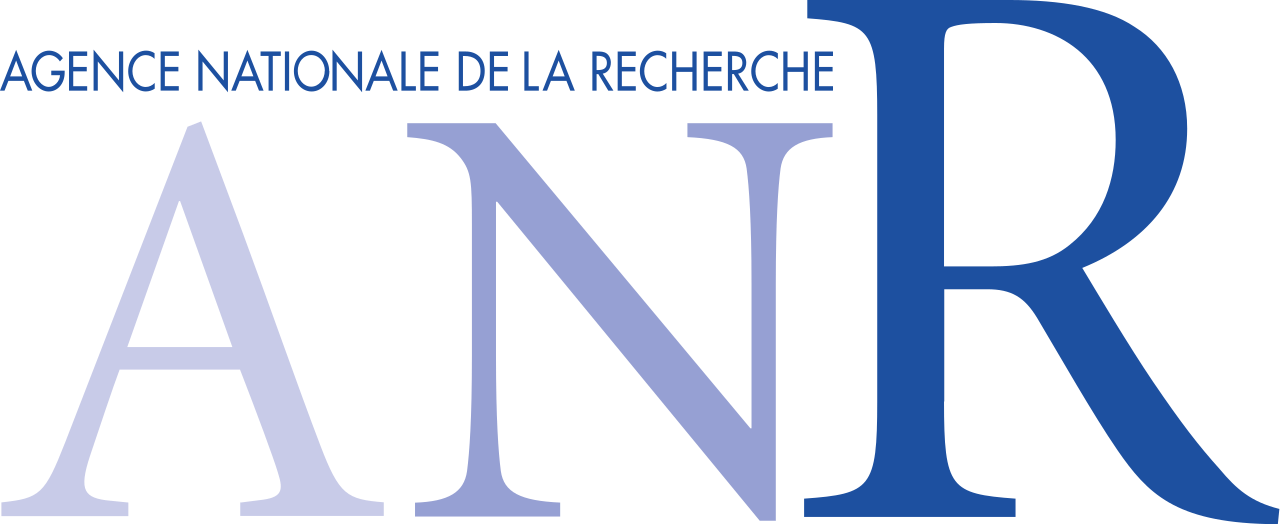 AGENCE NATIONALE DE LA RECHERCHE
ANR